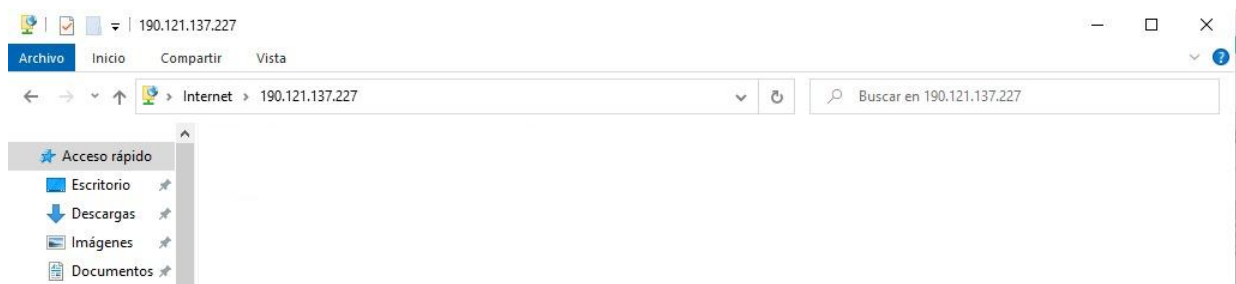 190.121.137.227
Archivo Inicio Compartir Vista
Internet > 190.121.137.227 Buscar en 190.121.137.227
Acceso rápido
Escritorio
Descargas
Imágenes
Documentos